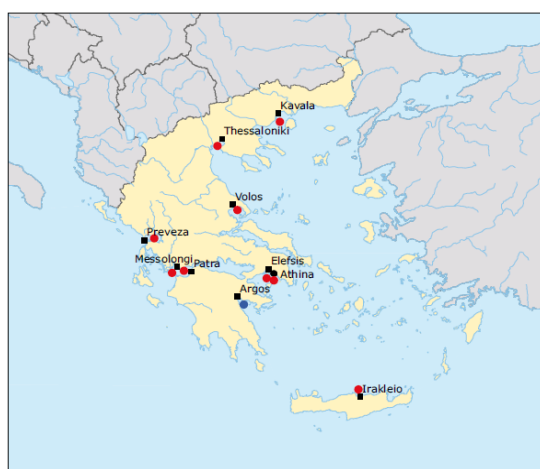 Kavala
Thessaloniki
Volos
Preveza
Messolongi
Patra
Elefsis
Athina
Argos
Irakleio